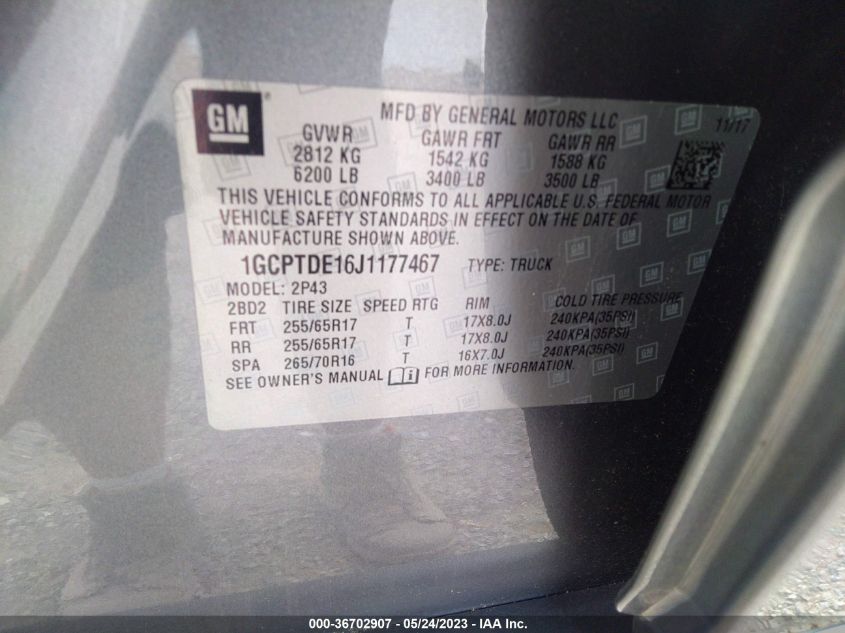 GM
MFD BY GENERAL MOTORS LLC
11/17
GVWR GAWR FRT GAWR RR
2812 KG 1542 KG 1588 KG
6200 LB 3400 LB 3500 LB
THIS VEHICLE CONFORMS TO ALL APPLICABLE U.S. FEDERAL MOTOR
VEHICLE SAFETY STANDARDS IN EFFECT ON THE DATE OF
MANUFACTURE SHOWN ABOVE.
1GCPTDE16J1177467 TYPE: TRUCK
MODEL: 2P43
2BD2 TIRE SIZE SPEED RTG RIM COLD TIRE PRESSURE
FRT 255/65R17 T 17X8.0J 240KPA(35PSI)
RR 255/65R17 T 17X8.0J 240KPA(35PSI)
SPA 265/70R16 T 16X7.0J 240KPA(35PSI)
SEE OWNER'S MANUAL FOR MORE INFORMATION.
000-36702907 - 05/24/2023 - IAA Inc.